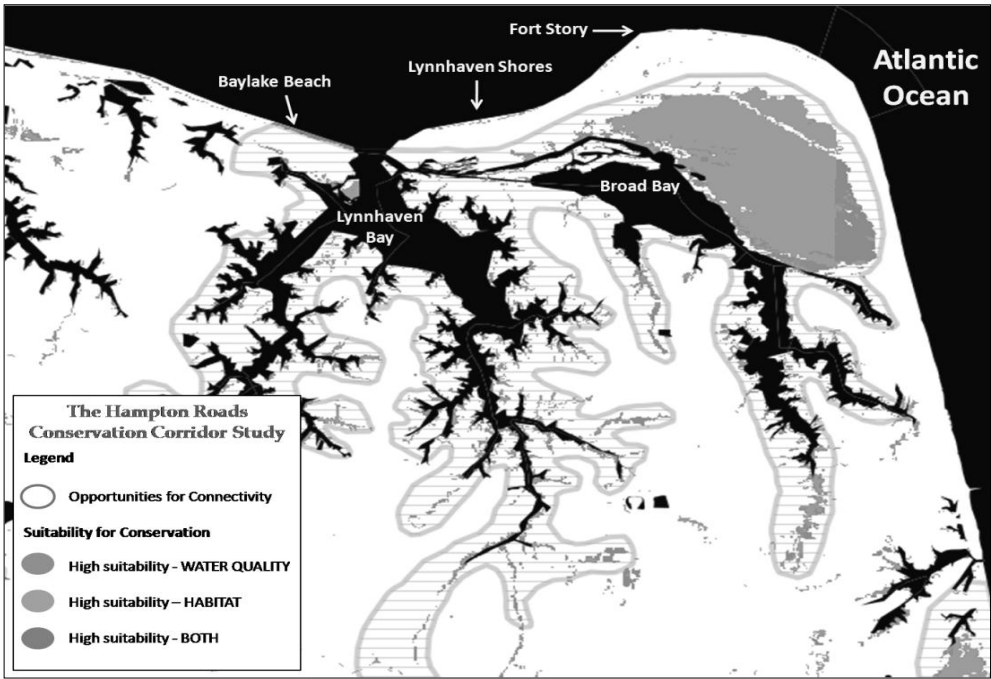 Fort Story
Atlantic
Ocean
Lynnhaven Shores
Baylake Beach
Broad Bay
Lynnhaven
Bay
The Hampton Roads
Conservation Corridor Study
Legend
Opportunities for Connectivity
Suitability for Conservation
High suitability - WATER QUALITY
High suitability – HABITAT
High suitability - BOTH